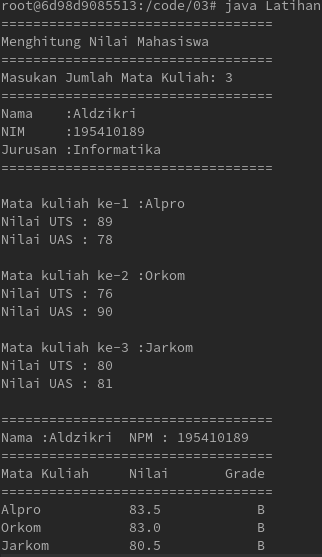 root@6d98d9085513:/code/03# java Latihan
==================================
Menghitung Nilai Mahasiswa
==================================
Masukan Jumlah Mata Kuliah: 3
==================================
Nama    :Aldzikri
NIM     :195410189
Jurusan :Informatika
==================================
Mata kuliah ke-1 :Alpro
Nilai UTS : 89
Nilai UAS : 78
Mata kuliah ke-2 :Orkom
Nilai UTS : 76
Nilai UAS : 90
Mata kuliah ke-3 :Jarkom
Nilai UTS : 80
Nilai UAS : 81
==================================
Nama :Aldzikri  NPM : 195410189
==================================
Mata Kuliah     Nilai       Grade
==================================
Alpro           83.5            B
Orkom           83.0            B
Jarkom          80.5            B